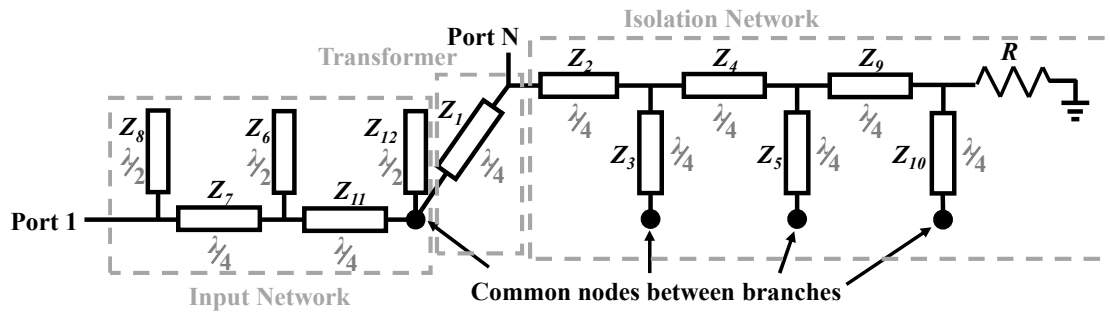 Isolation Network
Transformer
Port N
Z2
Z4
Z9
R
λ/4
λ/4
λ/4
Z8
λ/2
Z6
λ/2
Z12
λ/2
Z1
λ/4
Z3
λ/4
Z5
λ/4
Z10
λ/4
Port 1
Z7
λ/4
Z11
λ/4
Input Network
Common nodes between branches